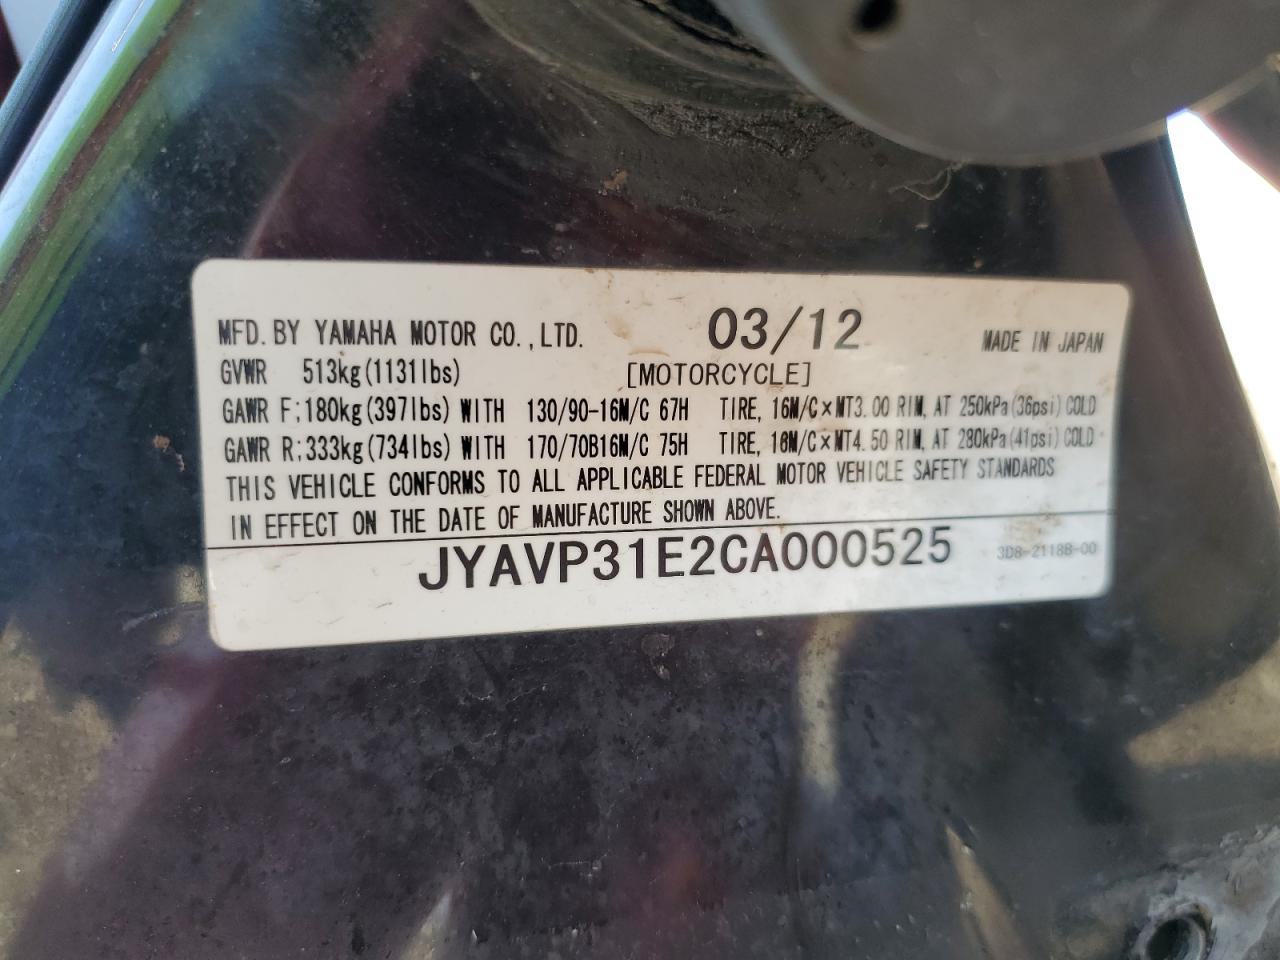 MFD. BY YAMAHA MOTOR CO., LTD. 03/12 MADE IN JAPAN
GVWR 513kg(1131lbs) [MOTORCYCLE]
GAWR F;180kg(397lbs) WITH 130/90-16M/C 67H TIRE, 16M/C×MT3.00 RIM, AT 250kPa(36psi) COLD
GAWR R;333kg(734lbs) WITH 170/70B16M/C 75H TIRE, 16M/C×MT4.50 RIM, AT 280kPa(41psi) COLD
THIS VEHICLE CONFORMS TO ALL APPLICABLE FEDERAL MOTOR VEHICLE SAFETY STANDARDS
IN EFFECT ON THE DATE OF MANUFACTURE SHOWN ABOVE.
JYAVP31E2CA000525 3D8-2118B-00